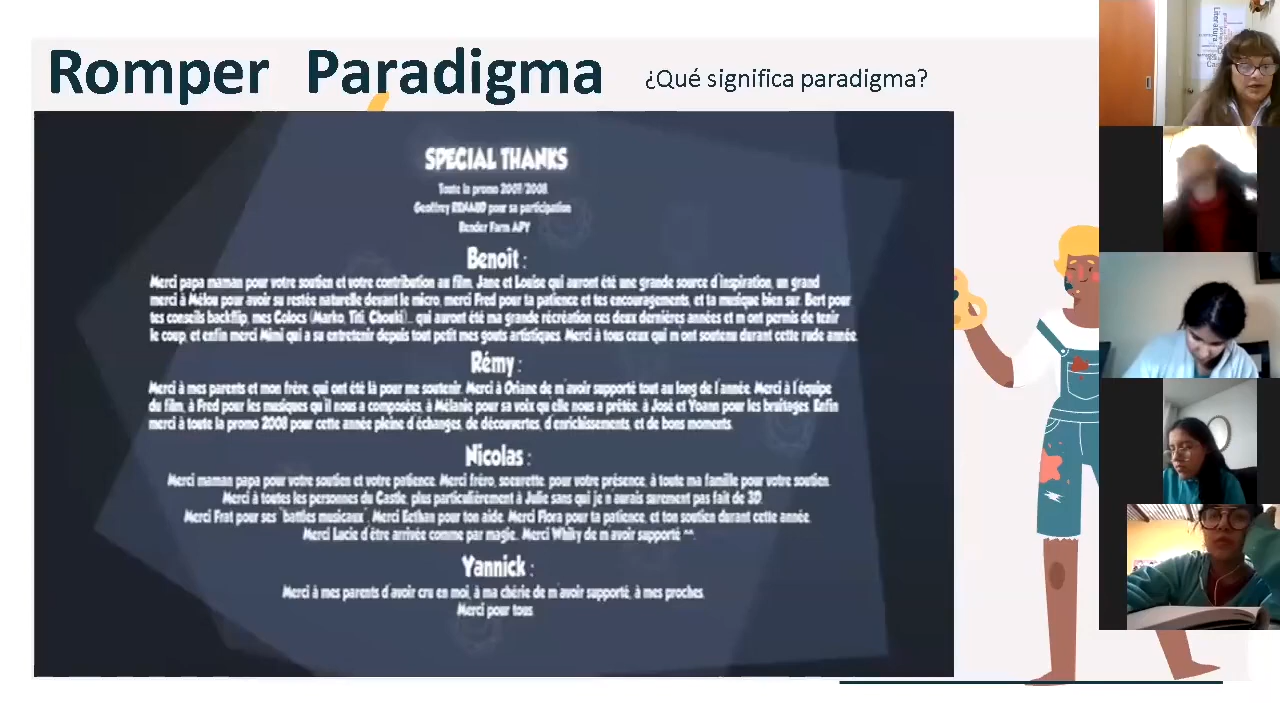 Romper Paradigma
¿Qué significa paradigma?
SPECIAL THANKS
Toute la promo 2007/2008
Geoffrey RENAUD pour sa participation
Render Farm APY
Benoît :
Merci papa maman pour votre soutien et votre contribution au film, Jane et Louise qui auront été une grande source d'inspiration, un grand
merci à Mélou pour avoir su restée naturelle devant le micro, merci Fred pour ta patience et tes encouragements, et ta musique bien sur. Bert pour
tes conseils backflip, mes Colocs (Marko, Titi, Chouki)... qui auront été ma grande récréation ces deux dernières années et m ont permis de tenir
le coup, et enfin merci Mimi qui à su entretenir depuis tout petit mes gouts artistiques. Merci à tous ceux qui m ont soutenu durant cette rude année.
Rémy :
Merci à mes parents et mon frère, qui ont été là pour me soutenir. Merci à Oriane de m'avoir supporté tout au long de l'année. Merci à l'équipe
du film, à Fred pour les musiques qu'il nous a composées, à Mélanie pour sa voix qu'elle nous a prêtée, à José et Yoann pour les bruitages. Enfin
merci à toute la promo 2008 pour cette année pleine d'échanges, de découvertes, d'enrichissements, et de bons moments.
Nicolas :
Merci maman papa pour votre soutien et votre patience. Merci fréro, soeurette, pour votre présence, à toute ma famille pour votre soutien.
Merci à toutes les personnes du Castle, plus particulièrement à Julie sans qui je n aurais surement pas fait de 3D.
Merci Frat pour ses "battles musicaux". Merci Eethan pour ton aide. Merci Flora pour ta patience, et ton soutien durant cette année.
Merci Lucie d'être arrivée comme par magie. Merci Whiky de m avoir supporté ^^.
Yannick :
Merci à mes parents d'avoir cru en moi, à ma chérie de m'avoir supporté, à mes proches.
Merci pour tous.
Literatura